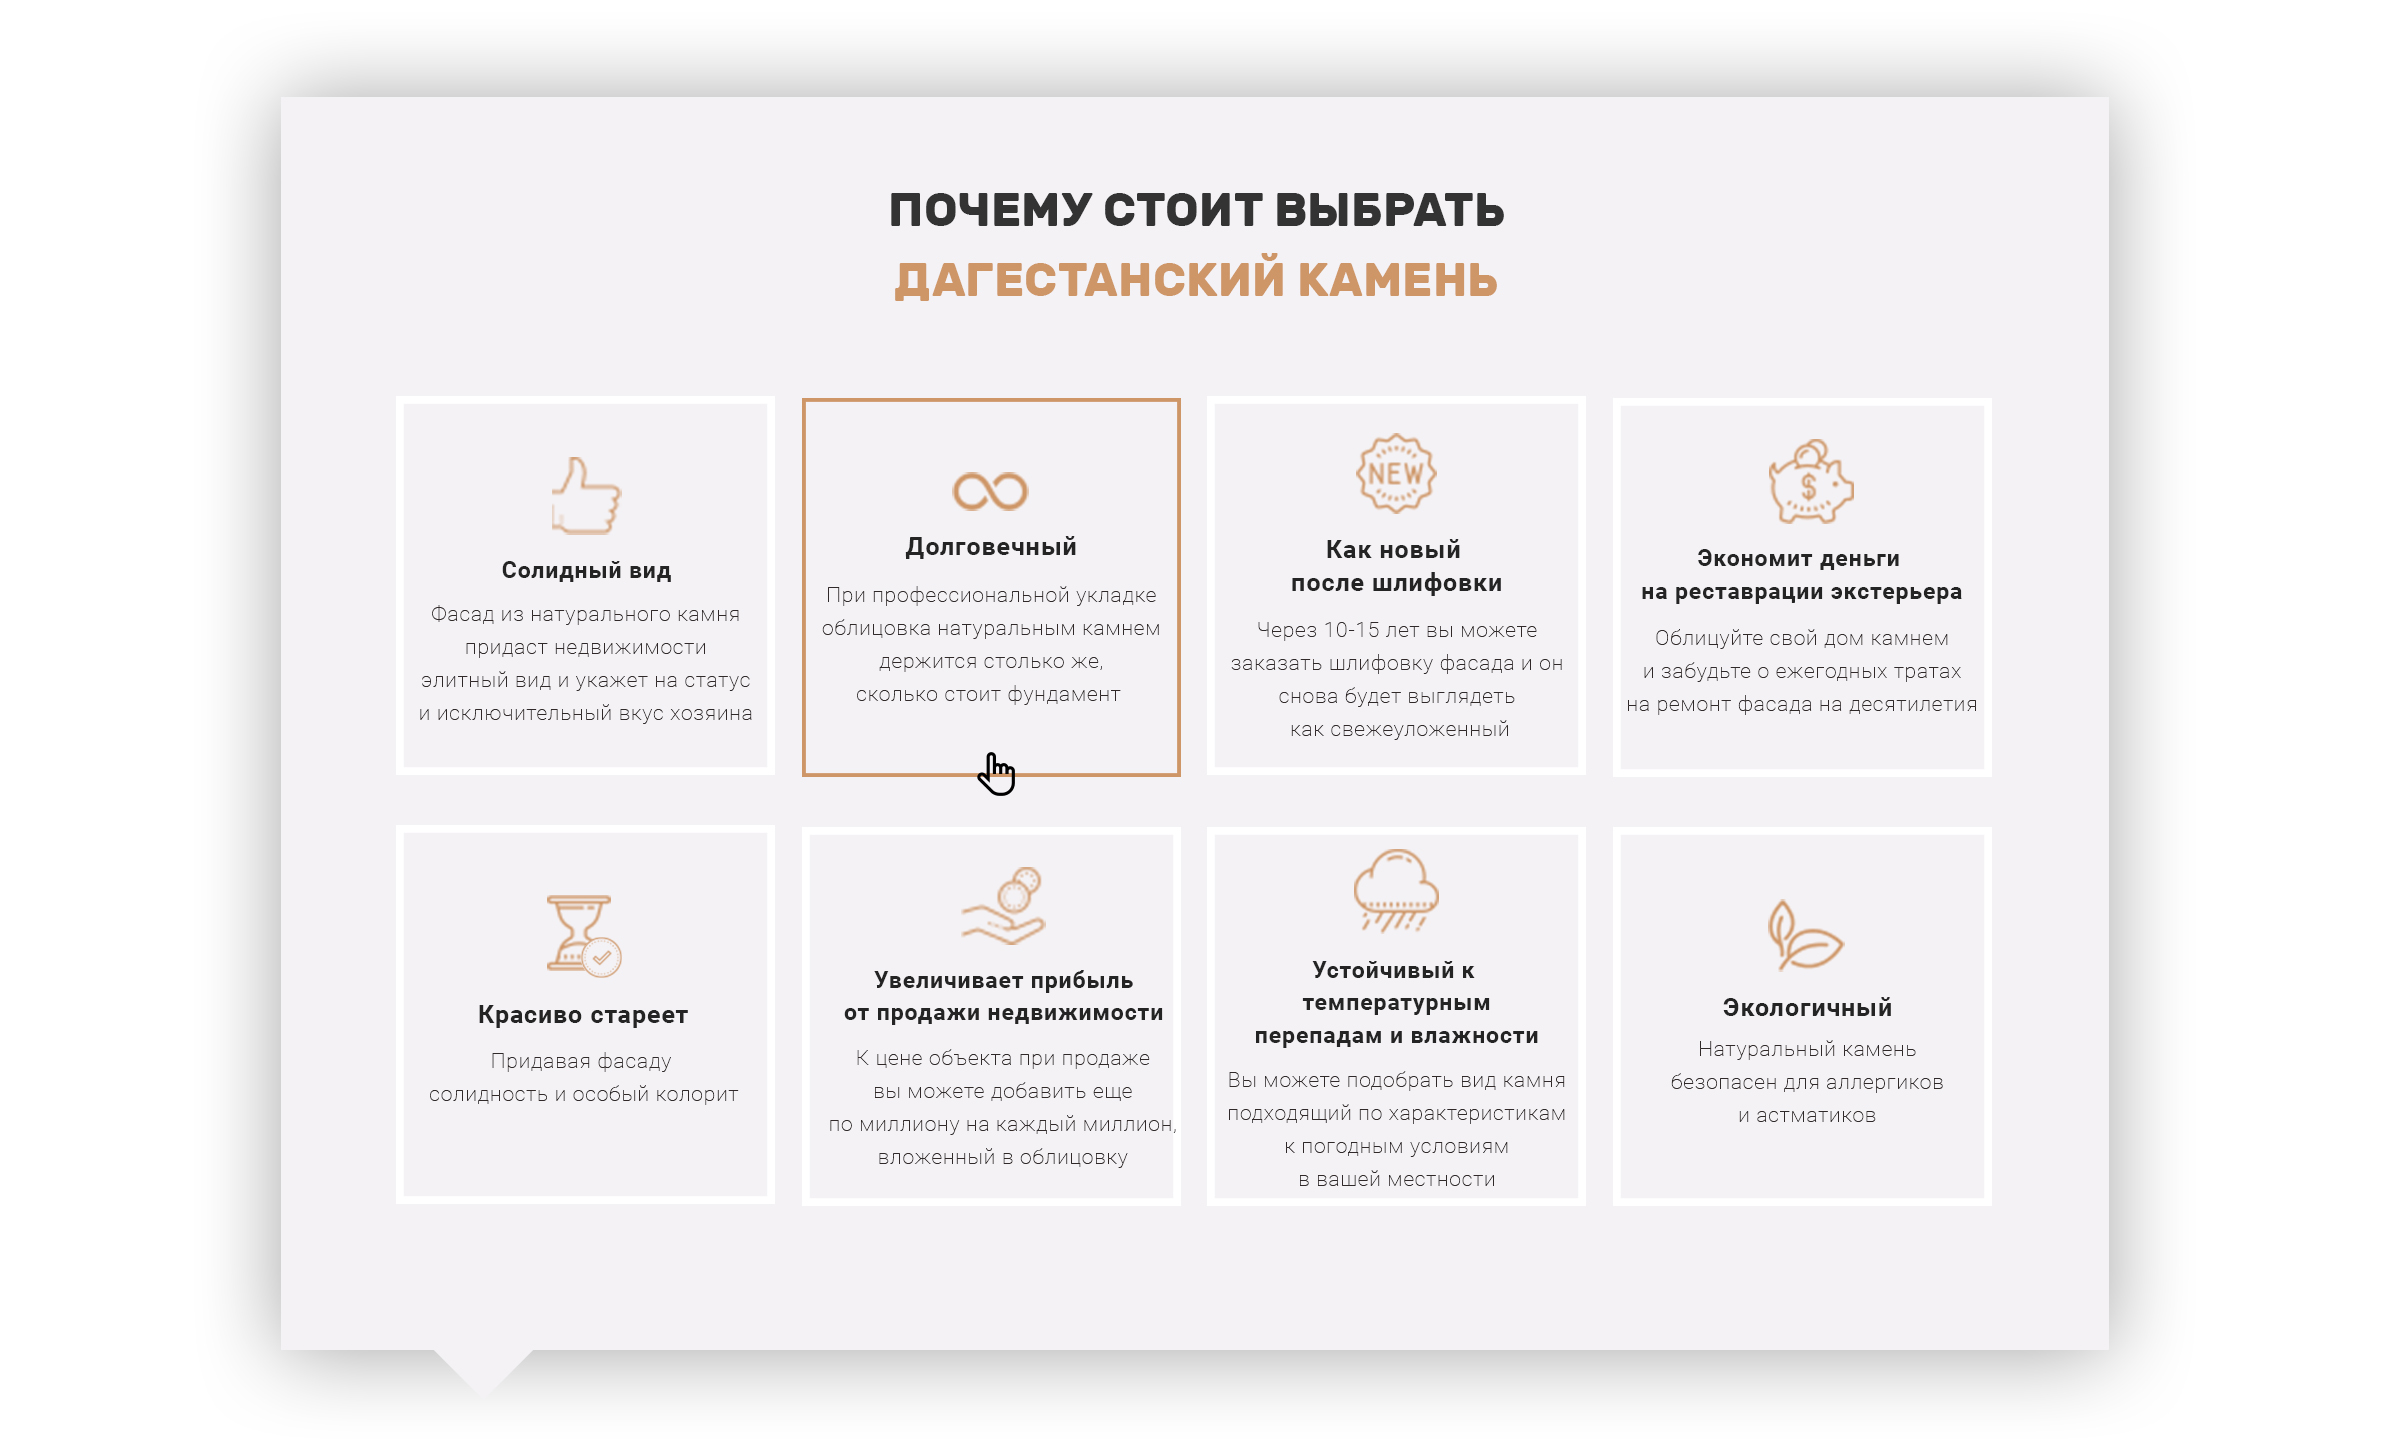 ПОЧЕМУ СТОИТ ВЫБРАТЬ
ДАГЕСТАНСКИЙ КАМЕНЬ
Солидный вид
Фасад из натурального камня
придаст недвижимости
элитный вид и укажет на статус
и исключительный вкус хозяина
Долговечный
При профессиональной укладке
облицовка натуральным камнем
держится столько же,
сколько стоит фундамент
NEW
Как новый
после шлифовки
Через 10-15 лет вы можете
заказать шлифовку фасада и он
снова будет выглядеть
как свежеуложенный
$
Экономит деньги
на реставрации экстерьера
Облицуйте свой дом камнем
и забудьте о ежегодных тратах
на ремонт фасада на десятилетия
Красиво стареет
Придавая фасаду
солидность и особый колорит
Увеличивает прибыль
от продажи недвижимости
К цене объекта при продаже
вы можете добавить еще
по миллиону на каждый миллион,
вложенный в облицовку
Устойчивый к
температурным
перепадам и влажности
Вы можете подобрать вид камня
подходящий по характеристикам
к погодным условиям
в вашей местности
Экологичный
Натуральный камень
безопасен для аллергиков
и астматиков